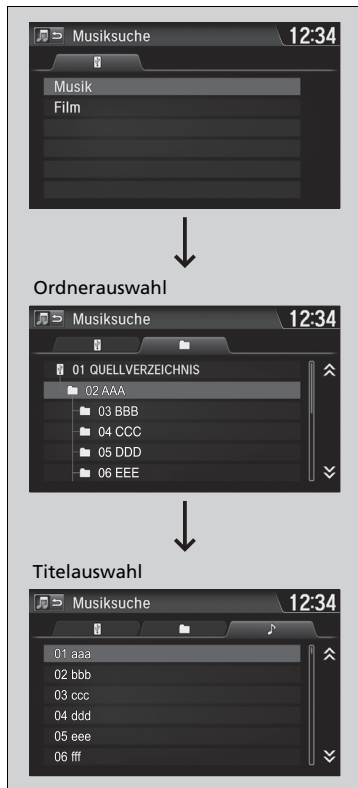 Musiksuche 12:34
Musik
Film
Ordnerauswahl
Musiksuche 12:34
01 QUELLVERZEICHNIS
02 AAA
03 BBB
04 CCC
05 DDD
06 EEE
Titelauswahl
Musiksuche 12:34
01 aaa
02 bbb
03 ccc
04 ddd
05 eee
06 fff